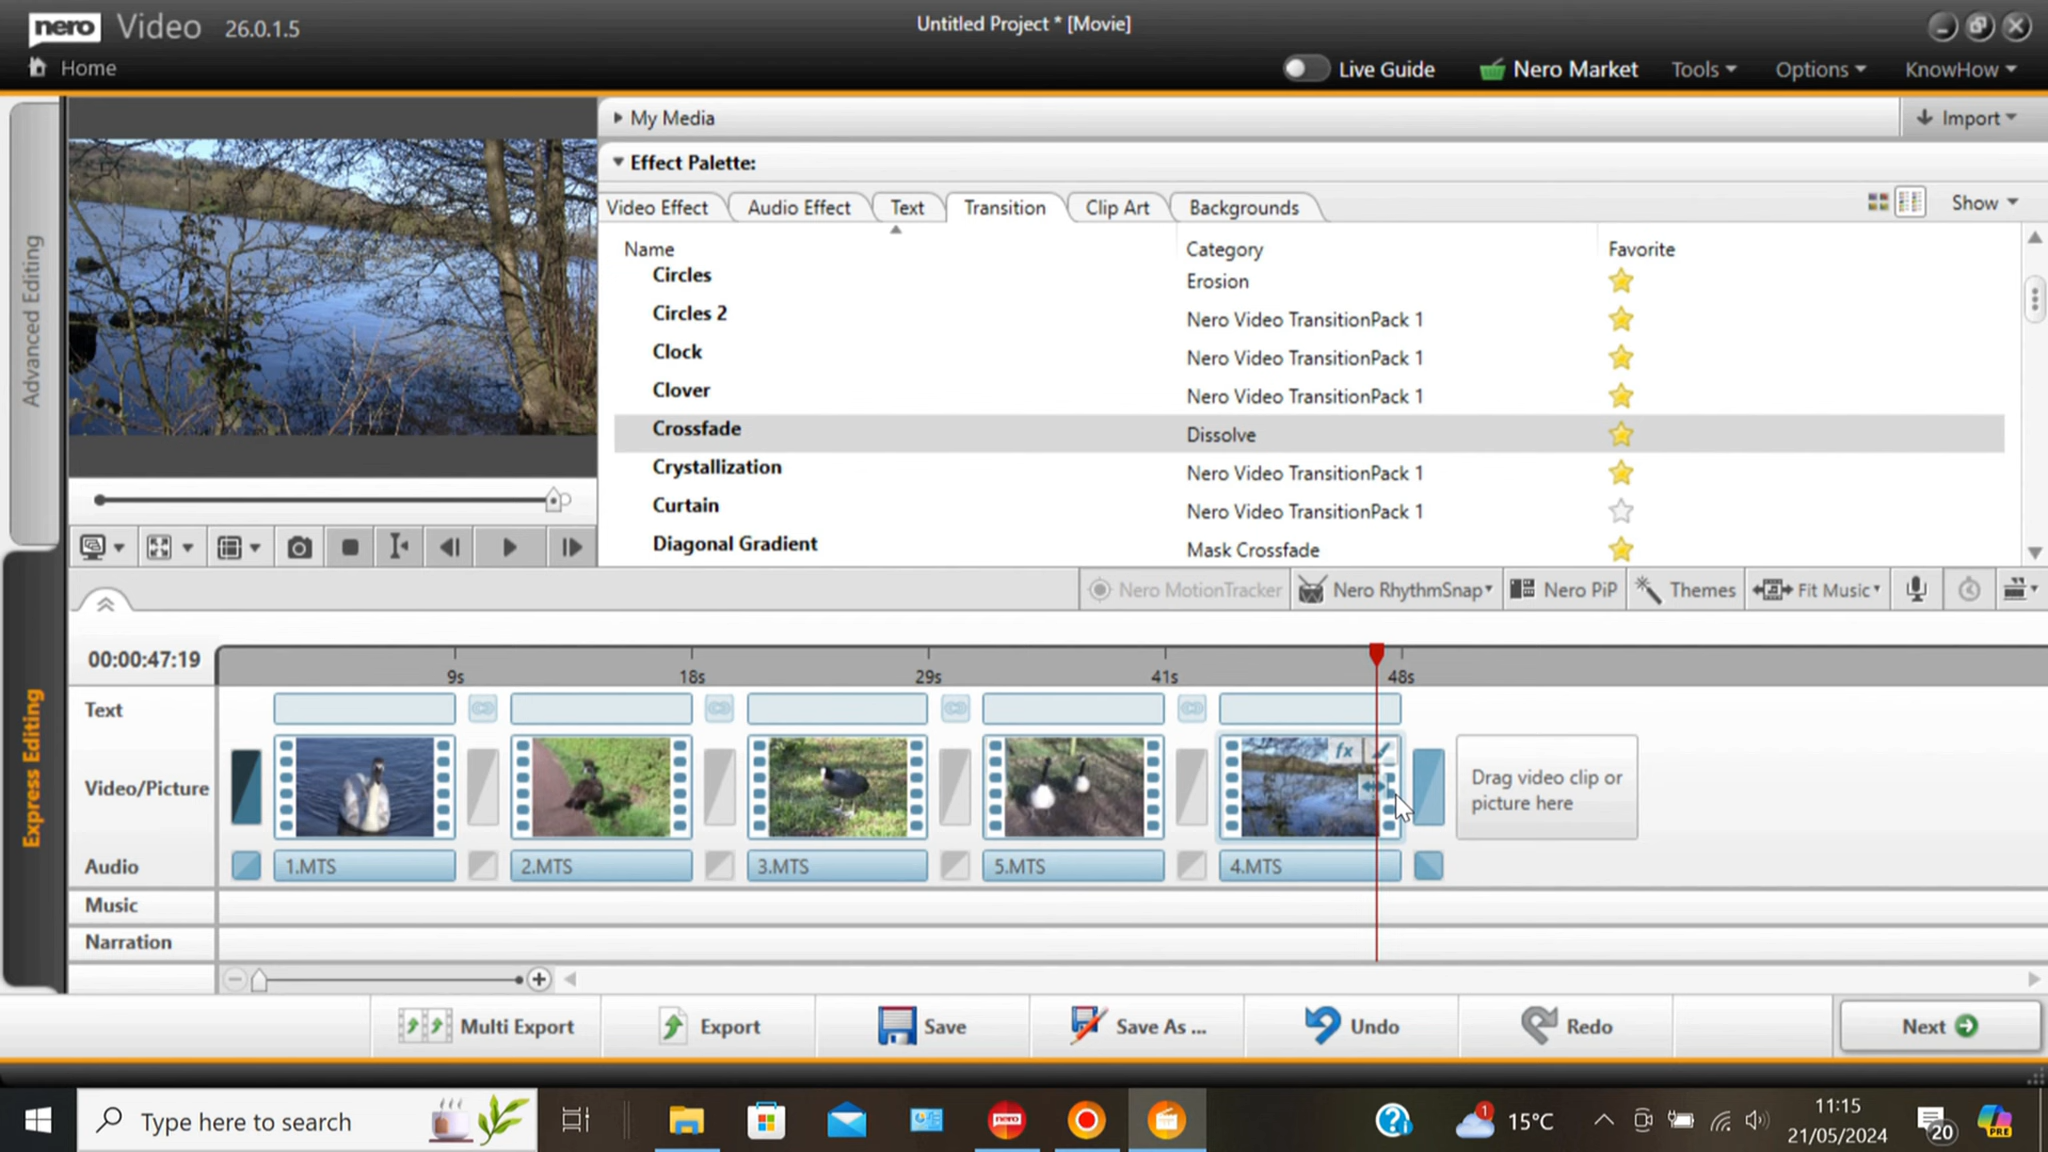 nero Video 26.0.1.5
Untitled Project * [Movie]
Home
Live Guide
Nero Market
Tools
Options
KnowHow
My Media
Import
Effect Palette:
Video Effect
Audio Effect
Text
Transition
Clip Art
Backgrounds
Show
Name Category Favorite
Circles Erosion
Circles 2 Nero Video TransitionPack 1
Clock Nero Video TransitionPack 1
Clover Nero Video TransitionPack 1
Crossfade Dissolve
Crystallization Nero Video TransitionPack 1
Curtain Nero Video TransitionPack 1
Diagonal Gradient Mask Crossfade
Advanced Editing
Express Editing
Nero MotionTracker
Nero RhythmSnap
Nero PiP
Themes
Fit Music
00:00:47:19
9s 18s 29s 41s 48s
Text
Video/Picture
fx
Drag video clip or
picture here
Audio
1.MTS 2.MTS 3.MTS 5.MTS 4.MTS
Music
Narration
Multi Export
Export
Save
Save As ...
Undo
Redo
Next
Type here to search
nero
1
15°C
11:15
21/05/2024
20
PRE